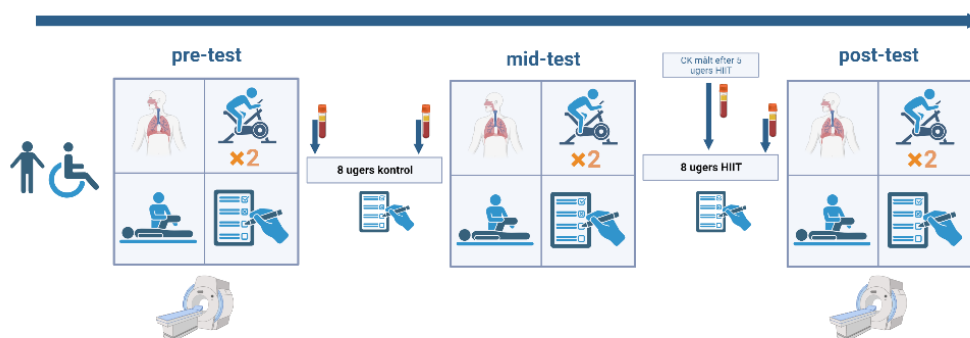 pre-test
mid-test
post-test
CK målt efter 5
ugers HIIT
×2
8 ugers kontrol
×2
8 ugers HIIT
×2